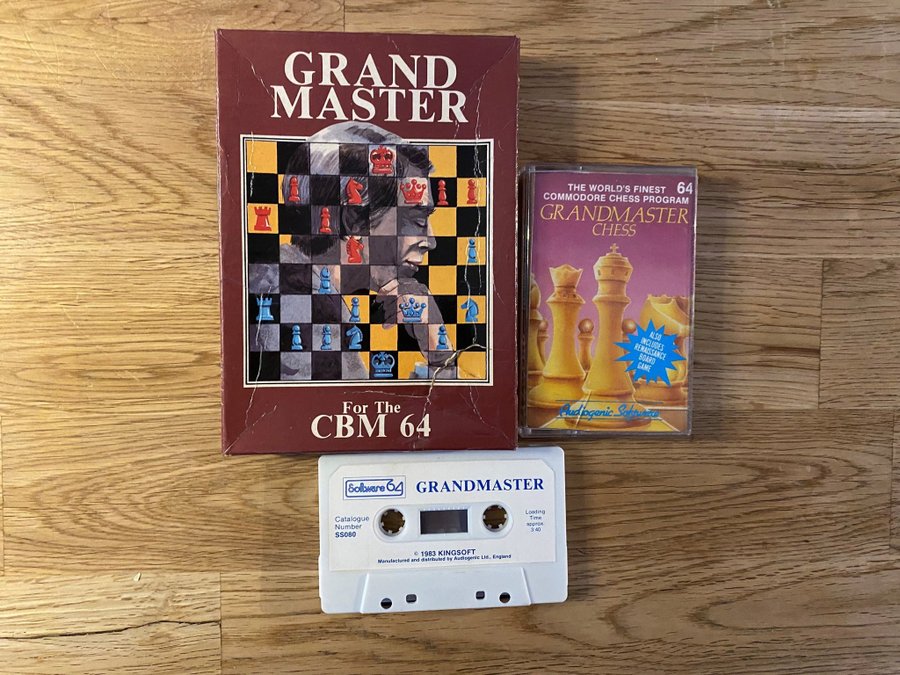 GRAND
MASTER
For The
CBM 64
THE WORLD'S FINEST 64
COMMODORE CHESS PROGRAM
GRANDMASTER
CHESS
ALSO
INCLUDES
RENAISSANCE
BOARD
GAME
Audiogenic Software
Software 64 GRANDMASTER
Catalogue
Number
SS080
Loading
Time
approx.
3:40
© 1983 KINGSOFT
Manufactured and distributed by Audiogenic Ltd., England